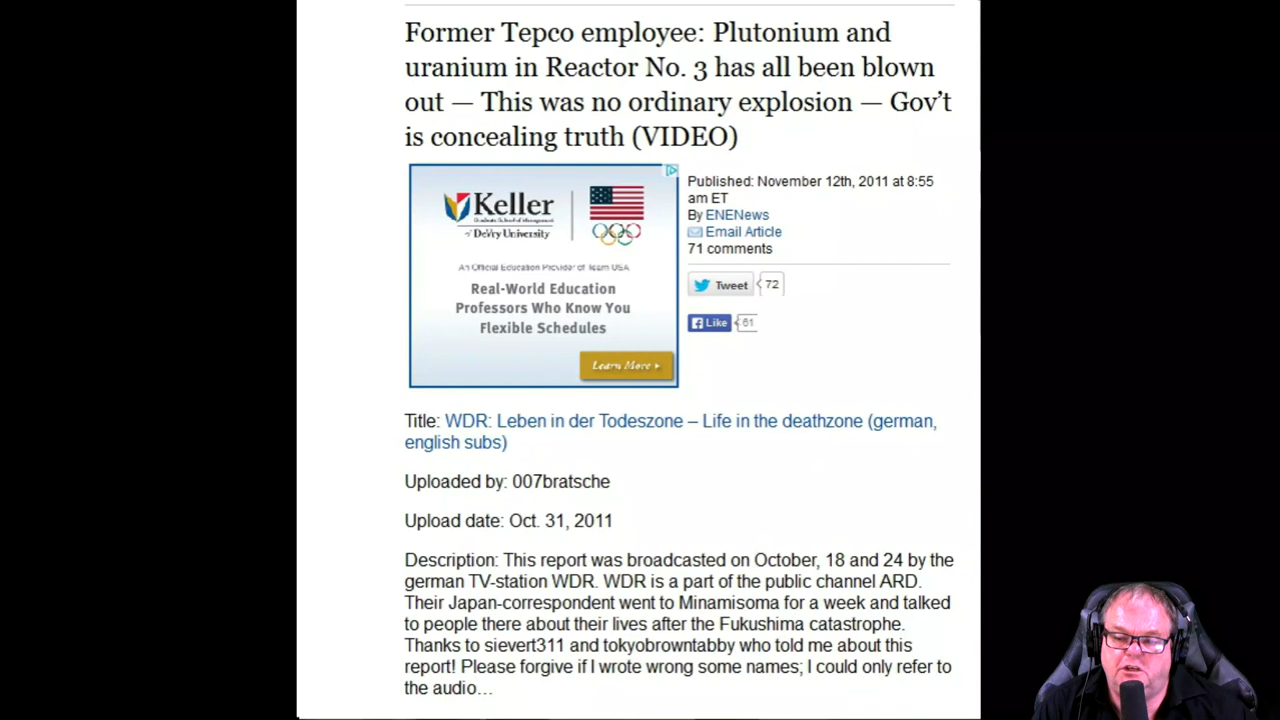 Former Tepco employee: Plutonium and
uranium in Reactor No. 3 has all been blown
out — This was no ordinary explosion — Gov't
is concealing truth (VIDEO)
Keller
Graduate School of Management
of DeVry University
An Official Education Provider of Team USA
Real-World Education
Professors Who Know You
Flexible Schedules
Learn More
Published: November 12th, 2011 at 8:55
am ET
By ENENews
Email Article
71 comments
Tweet 72
Like 61
Title: WDR: Leben in der Todeszone – Life in the deathzone (german,
english subs)
Uploaded by: 007bratsche
Upload date: Oct. 31, 2011
Description: This report was broadcasted on October, 18 and 24 by the
german TV-station WDR. WDR is a part of the public channel ARD.
Their Japan-correspondent went to Minamisoma for a week and talked
to people there about their lives after the Fukushima catastrophe.
Thanks to sievert311 and tokyobrowntabby who told me about this
report! Please forgive if I wrote wrong some names; I could only refer to
the audio…